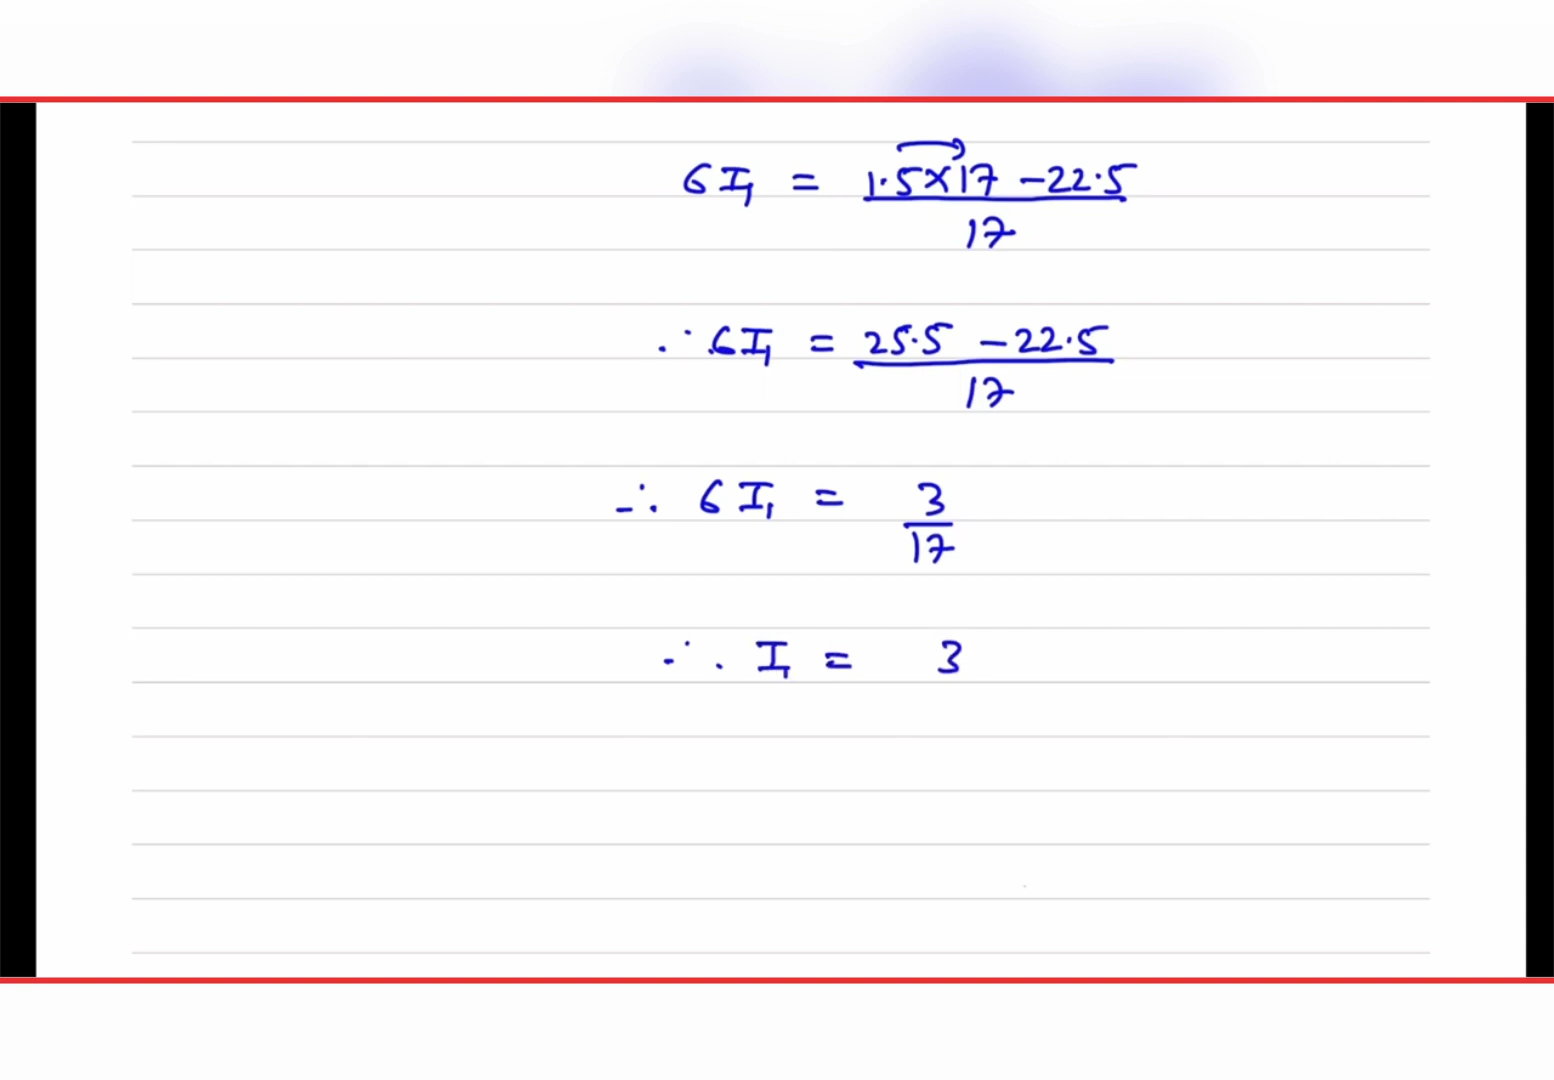 6I₁ = (1.5×17 - 22.5)/17
∴ 6I₁ = (25.5 - 22.5)/17
∴ 6I₁ = 3/17
∴ I₁ = 3